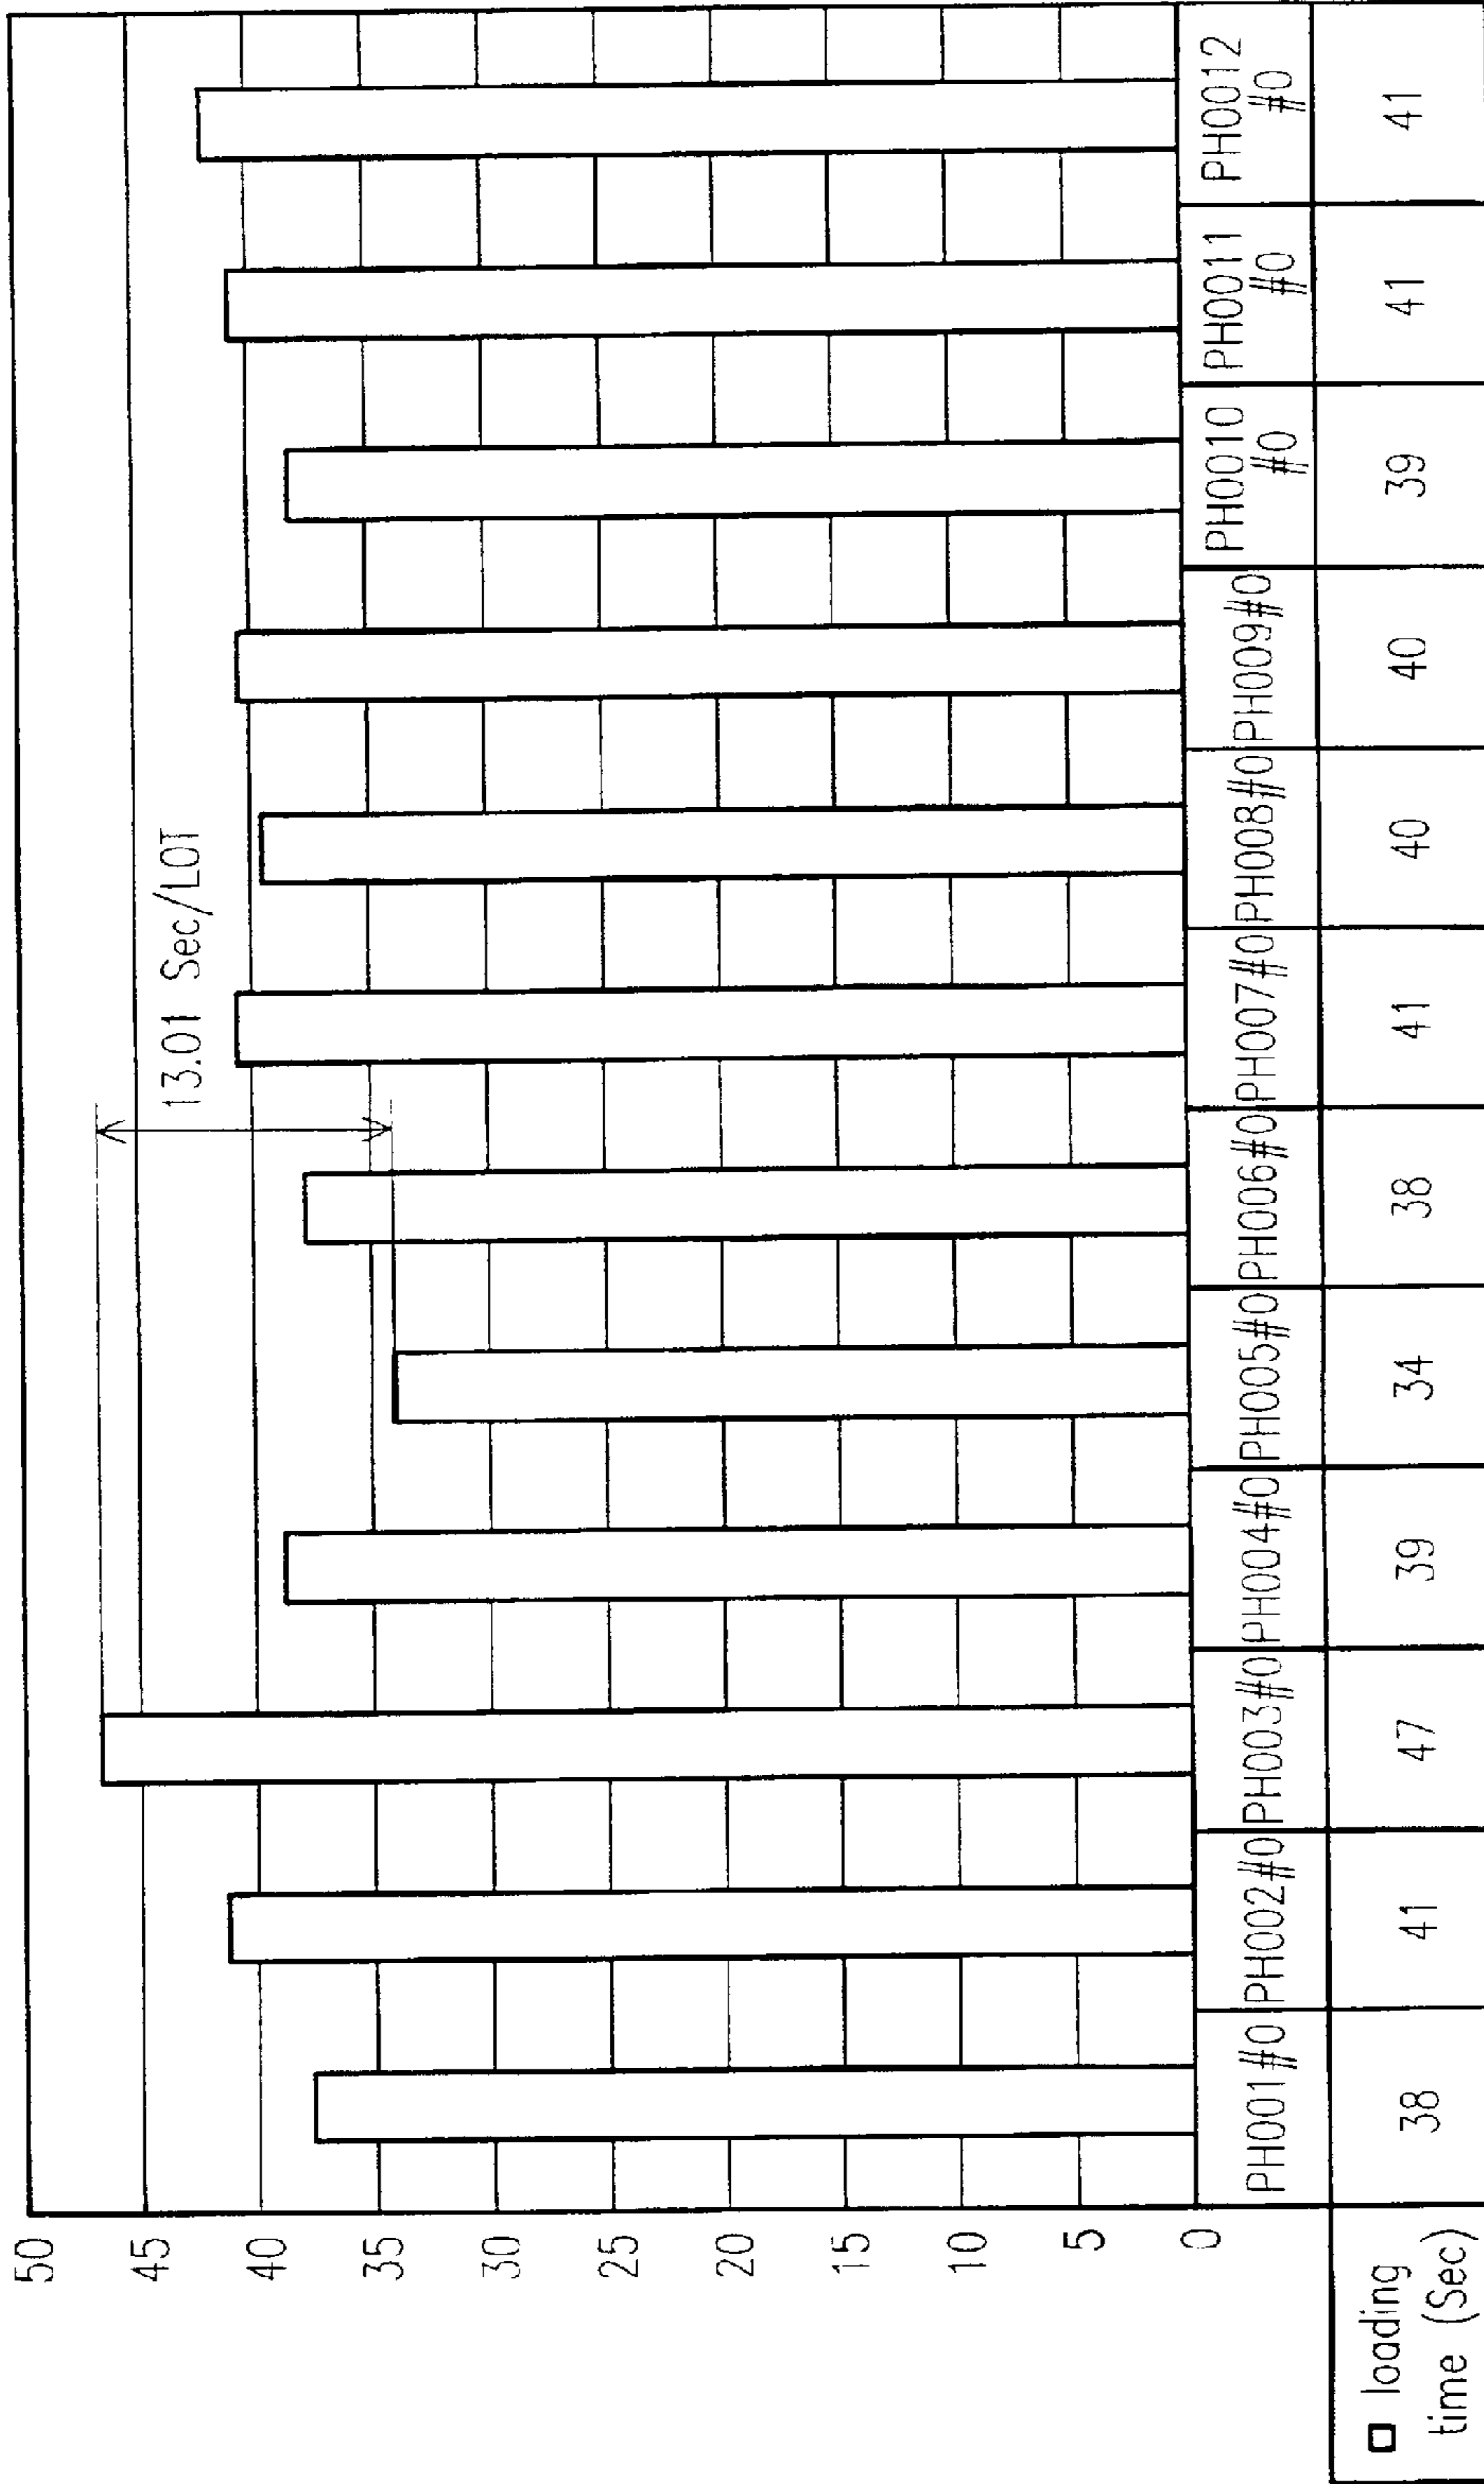 50
45
40
35
30
25
20
15
10
5
0
13.01 Sec/LOT
PH001#0 PH002#0 PH003#0 PH004#0 PH005#0 PH006#0 PH007#0 PH008#0 PH009#0 PH0010 PH0011 PH0012
#0 #0 #0
loading
time (Sec)
38 41 47 39 34 38 41 40 40 39 41 41